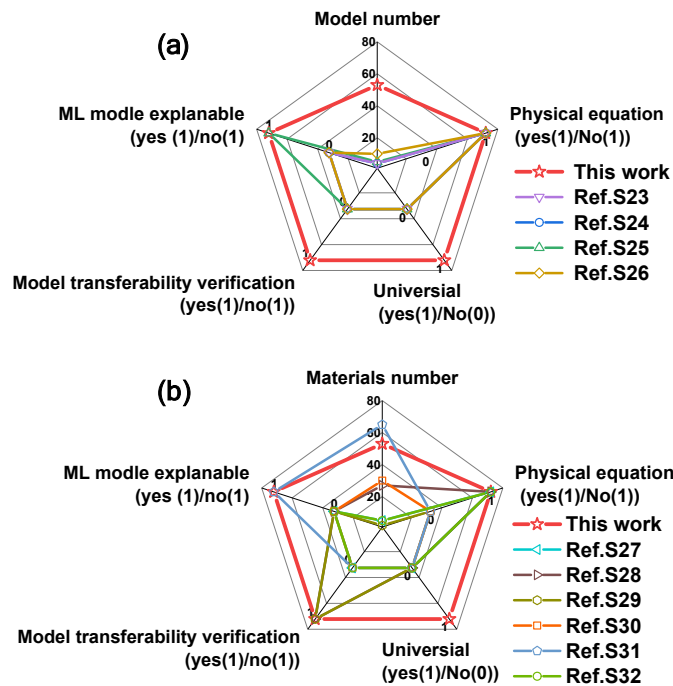 (a)
Model number
80
60
40
20
ML modle explanable
(yes (1)/no(1)
1
0
Physical equation
(yes(1)/No(1))
1
0
This work
Ref.S23
Ref.S24
Ref.S25
Ref.S26
0
0
1
1
Model transferability verification
(yes(1)/no(1))
Universial
(yes(1)/No(0))
(b)
Materials number
80
60
40
20
ML modle explanable
(yes (1)/no(1)
1
0
Physical equation
(yes(1)/No(1))
1
0
This work
Ref.S27
Ref.S28
Ref.S29
Ref.S30
Ref.S31
Ref.S32
0
0
1
1
Model transferability verification
(yes(1)/no(1))
Universial
(yes(1)/No(0))